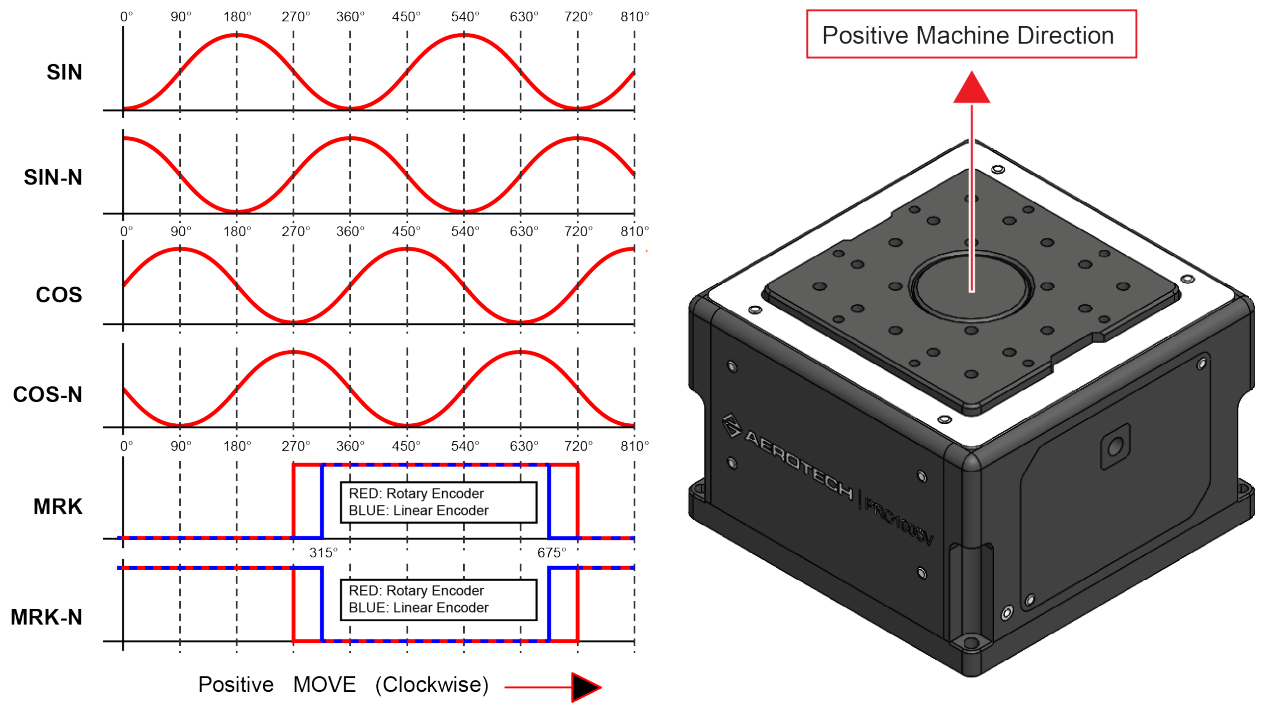 0° 90° 180° 270° 360° 450° 540° 630° 720° 810°
SIN
SIN-N
0° 90° 180° 270° 360° 450° 540° 630° 720° 810°
COS
COS-N
0° 90° 180° 270° 360° 450° 540° 630° 720° 810°
MRK
RED: Rotary Encoder
BLUE: Linear Encoder
315° 675°
MRK-N
RED: Rotary Encoder
BLUE: Linear Encoder
Positive MOVE (Clockwise)
Positive Machine Direction
AEROTECH